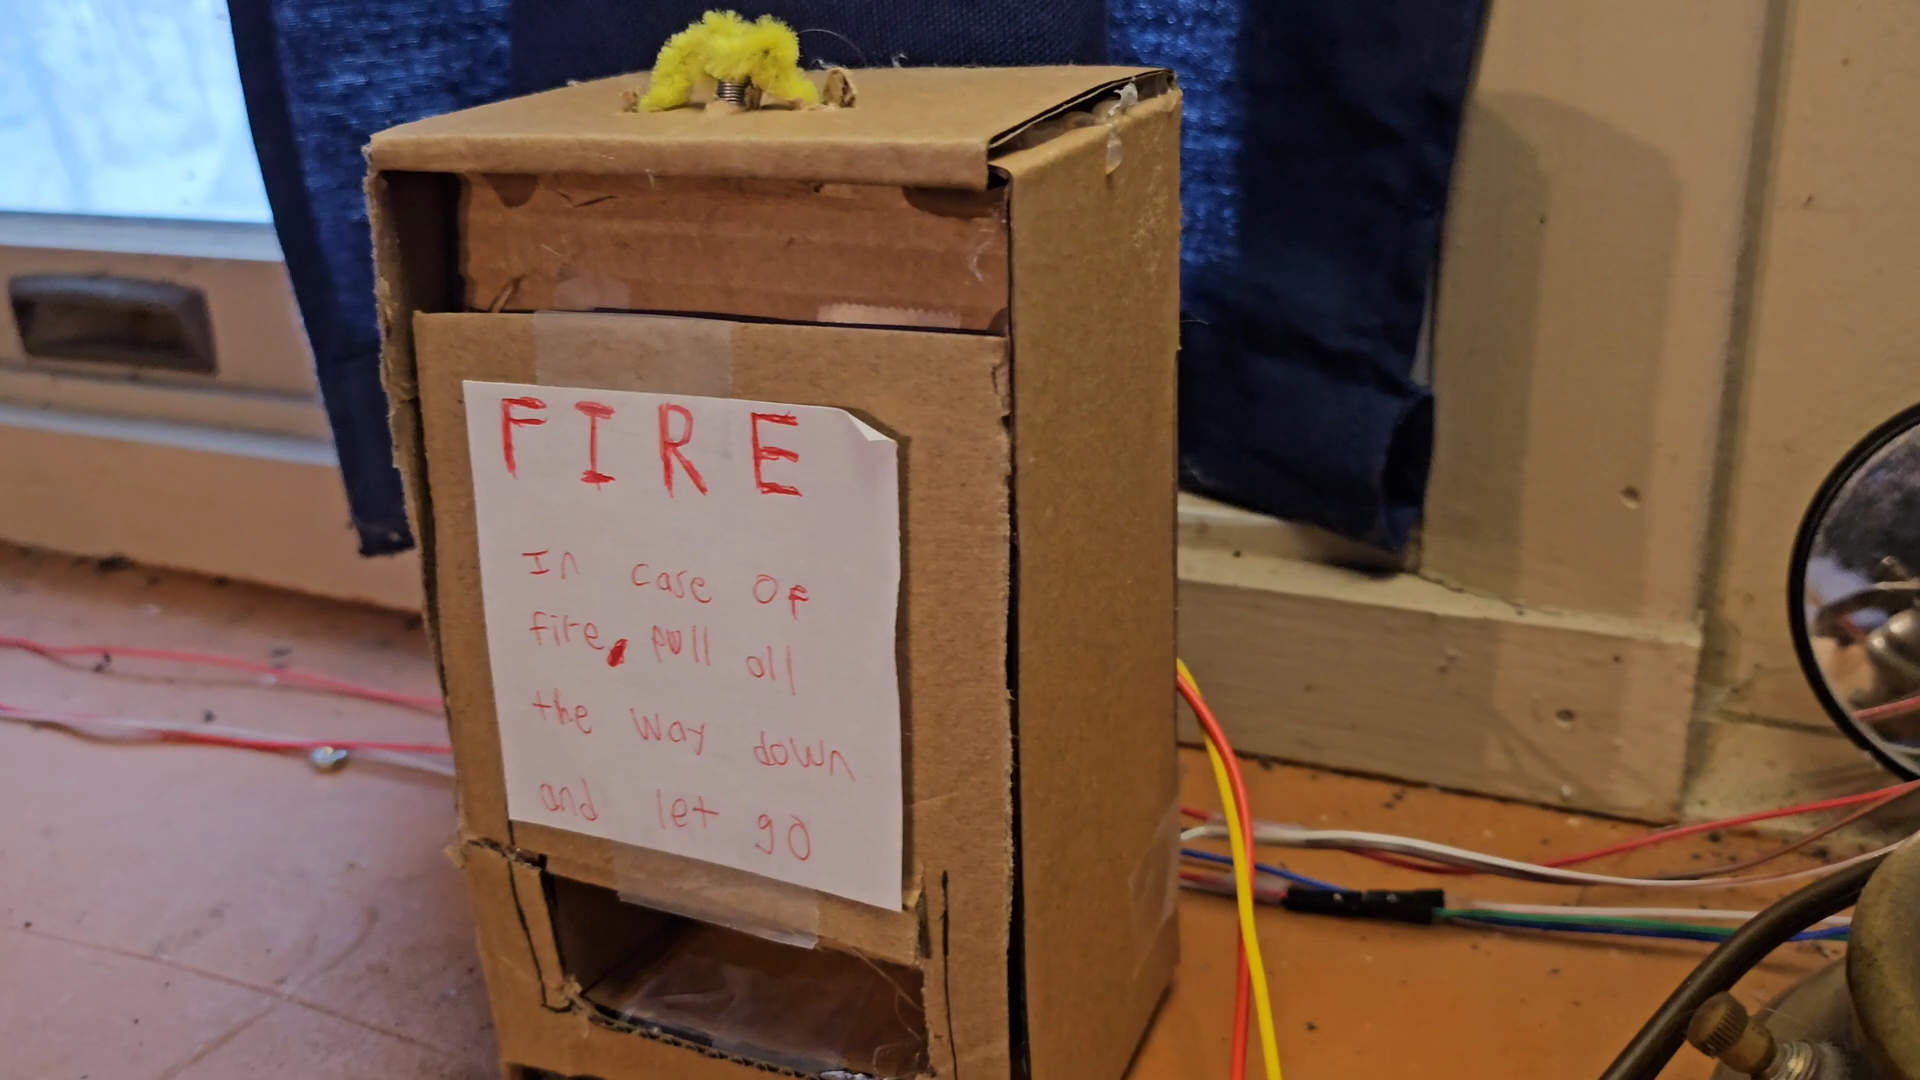 FIRE
In case OF
fire, pull all
the way down
and let go